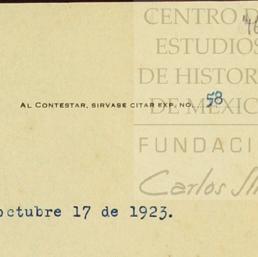 CENTRO D
ESTUDIOS
DE HISTOR
DE MÉXIC
AL CONTESTAR, SIRVASE CITAR EXP. NO. 58
FUNDACI
Carlos Sli
octubre 17 de 1923.